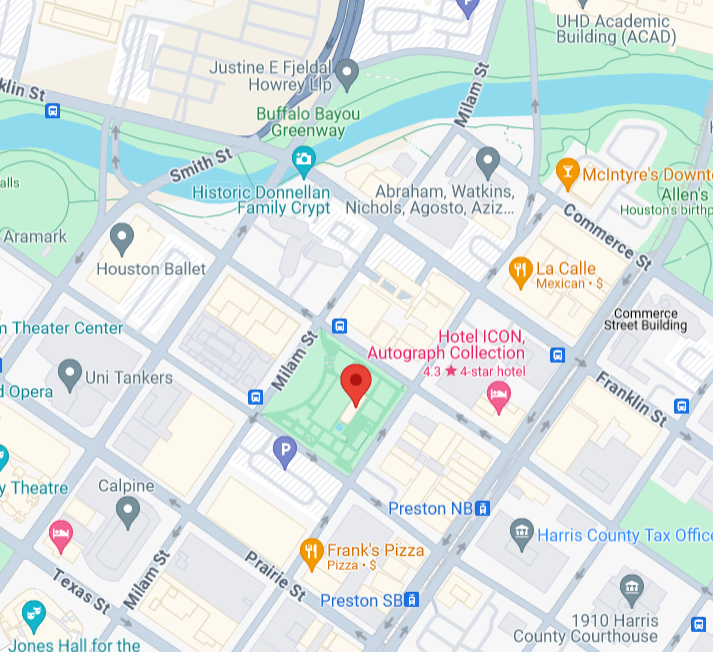 UHD Academic
Building (ACAD)
Justine E Fjeldal
Howrey Llp
klin St
Milam St
Buffalo Bayou
Greenway
Smith St
McIntyre's Downt
Historic Donnellan
Family Crypt
Abraham, Watkins,
Nichols, Agosto, Aziz...
alls
Allen's
Houston's birthp
Commerce St
Aramark
Houston Ballet
La Calle
Mexican • $
Commerce
Street Building
m Theater Center
Milam St
Hotel ICON,
Autograph Collection
4.3 ★ 4-star hotel
Uni Tankers
d Opera
Franklin St
P
y Theatre
Calpine
Preston NB
Harris County Tax Office
Frank's Pizza
Pizza • $
Prairie St
Milam St
Texas St
Preston SB
1910 Harris
County Courthouse
Jones Hall for the